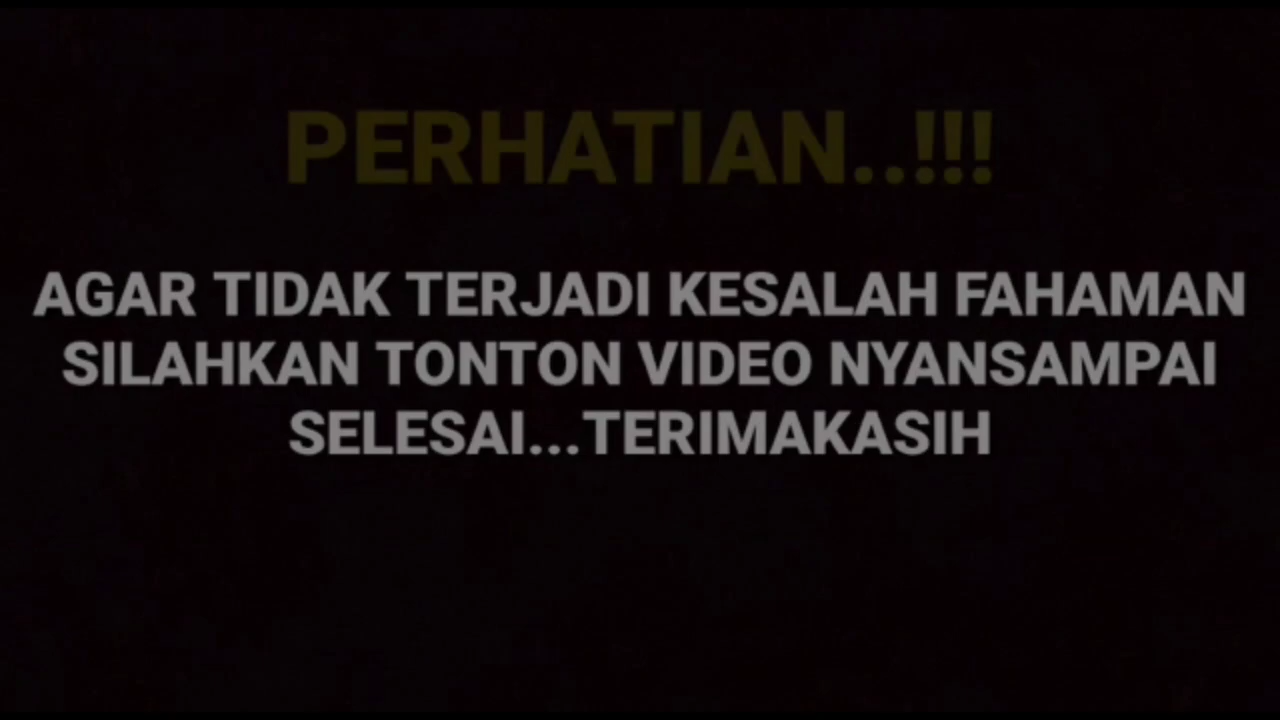 PERHATIAN..!!!
AGAR TIDAK TERJADI KESALAH FAHAMAN
SILAHKAN TONTON VIDEO NYANSAMPAI
SELESAI...TERIMAKASIH